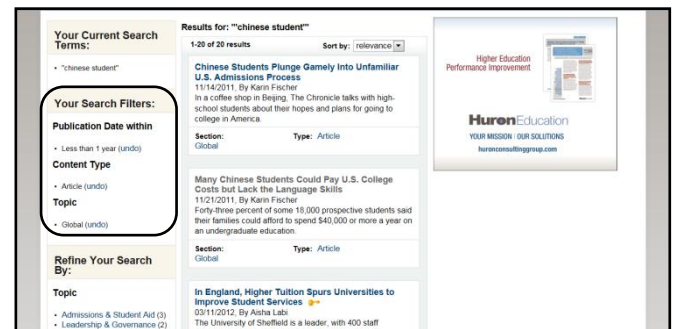 Your Current Search
Terms:
• "chinese student"
Your Search Filters:
Publication Date within
• Less than 1 year (undo)
Content Type
• Article (undo)
Topic
• Global (undo)
Refine Your Search
By:
Topic
• Admissions & Student Aid (3)
• Leadership & Governance (2)
Results for: '"chinese student"'
1-20 of 20 results Sort by: relevance
Chinese Students Plunge Gamely Into Unfamiliar
U.S. Admissions Process
11/14/2011, By Karin Fischer
In a coffee shop in Beijing, The Chronicle talks with high-
school students about their hopes and plans for going to
college in America.
Section: Type: Article
Global
Many Chinese Students Could Pay U.S. College
Costs but Lack the Language Skills
11/21/2011, By Karin Fischer
Forty-three percent of some 18,000 prospective students said
their families could afford to spend $40,000 or more a year on
an undergraduate education.
Section: Type: Article
Global
In England, Higher Tuition Spurs Universities to
Improve Student Services
03/11/2012, By Aisha Labi
The University of Sheffield is a leader, with 400 staff
Higher Education
Performance Improvement
HuronEducation
YOUR MISSION | OUR SOLUTIONS
huronconsultinggroup.com